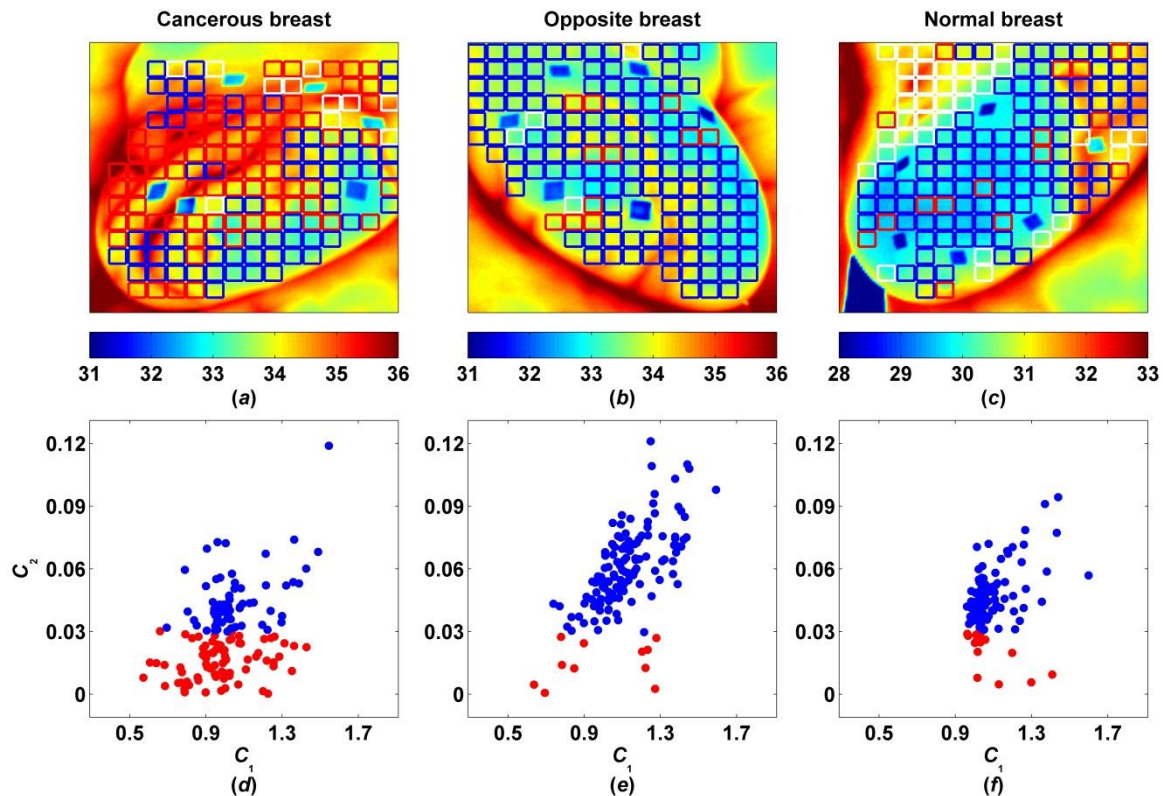 Cancerous breast Opposite breast Normal breast
31 32 33 34 35 36 31 32 33 34 35 36 28 29 30 31 32 33
(a) (b) (c)
0.12 0.12 0.12
0.09 0.09 0.09
C2 0.06 0.06 0.06
0.03 0.03 0.03
0 0 0
0.5 0.9 1.3 1.7 0.5 0.9 1.3 1.7 0.5 0.9 1.3 1.7
C1 C1 C1
(d) (e) (f)